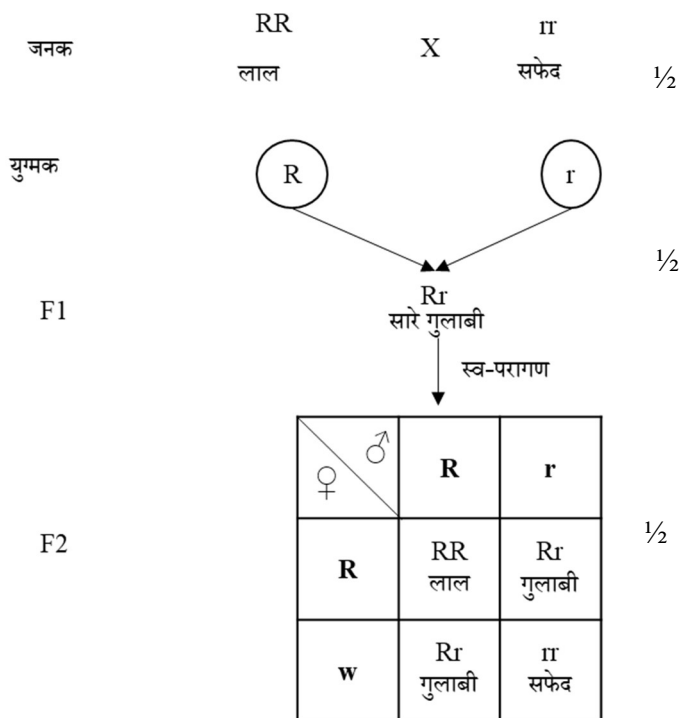 जनक RR X rr
लाल सफेद ½
युग्मक R r
½
F1 Rr
सारे गुलाबी
स्व-परागण
♀ ♂ R r
F2 R RR Rr ½
लाल गुलाबी
w Rr rr
गुलाबी सफेद